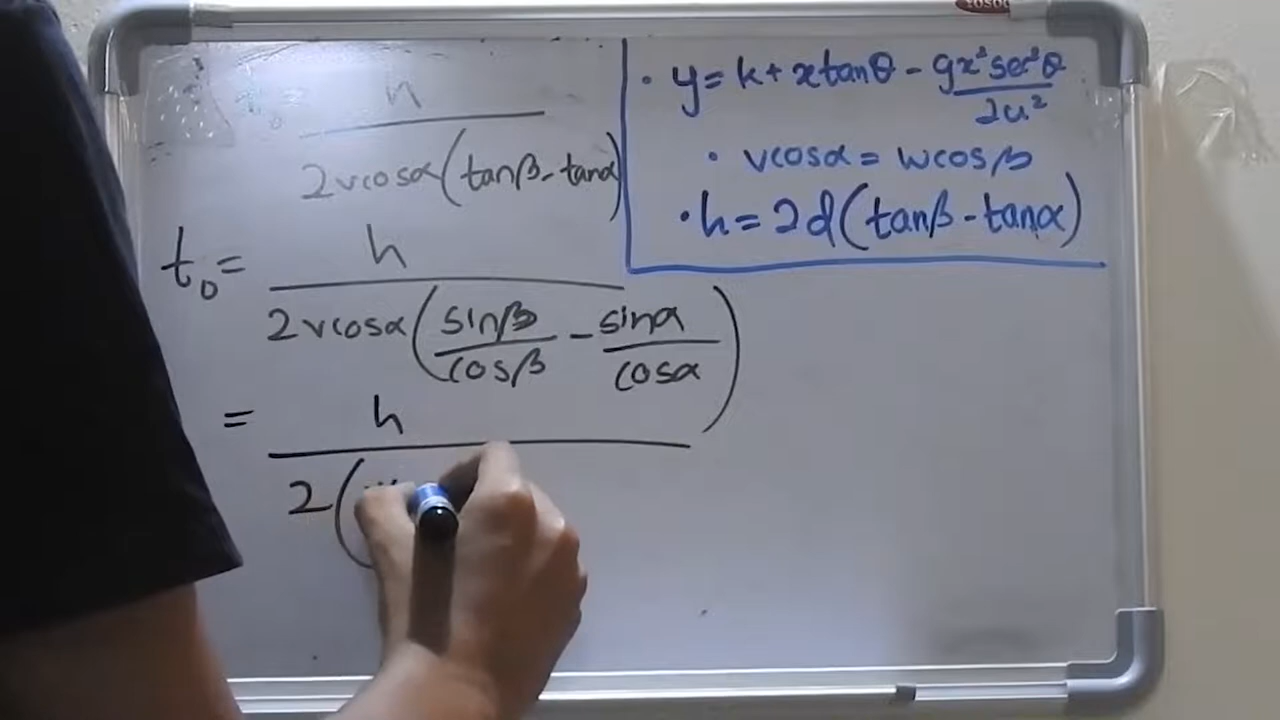 h
2vcosα(tanβ-tanα)
t₀ = h
2vcosα(sinβ/cosβ - sinα/cosα)
= h
2(
· y = k + x tanθ - gx²sec²θ
2u²
· vcosα = wcosβ
· h = 2d(tanβ - tanα)